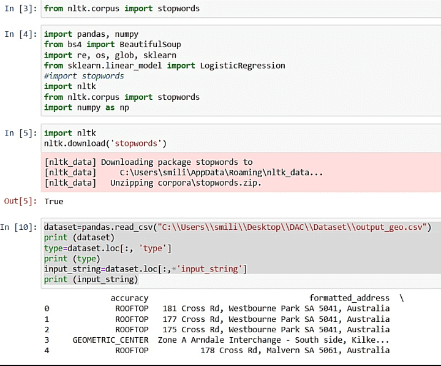 In [3]: from nltk.corpus import stopwords
In [4]: import pandas, numpy
from bs4 import BeautifulSoup
import re, os, glob, sklearn
from sklearn.linear_model import LogisticRegression
#import stopwords
import nltk
from nltk.corpus import stopwords
import numpy as np
In [5]: import nltk
nltk.download('stopwords')
[nltk_data] Downloading package stopwords to
[nltk_data]     C:\Users\smili\AppData\Roaming\nltk_data...
[nltk_data]   Unzipping corpora\stopwords.zip.
Out[5]: True
In [10]: dataset=pandas.read_csv("C:\\Users\\smili\\Desktop\\DAC\\Dataset\\output_geo.csv")
print (dataset)
type=dataset.loc[:, 'type']
print (type)
input_string=dataset.loc[:,'input_string']
print (input_string)
accuracy formatted_address \
0 ROOFTOP 181 Cross Rd, Westbourne Park SA 5041, Australia
1 ROOFTOP 177 Cross Rd, Westbourne Park SA 5041, Australia
2 ROOFTOP 175 Cross Rd, Westbourne Park SA 5041, Australia
3 GEOMETRIC_CENTER Zone A Arndale Interchange - South side, Kilke...
4 ROOFTOP 178 Cross Rd, Malvern SA 5061, Australia